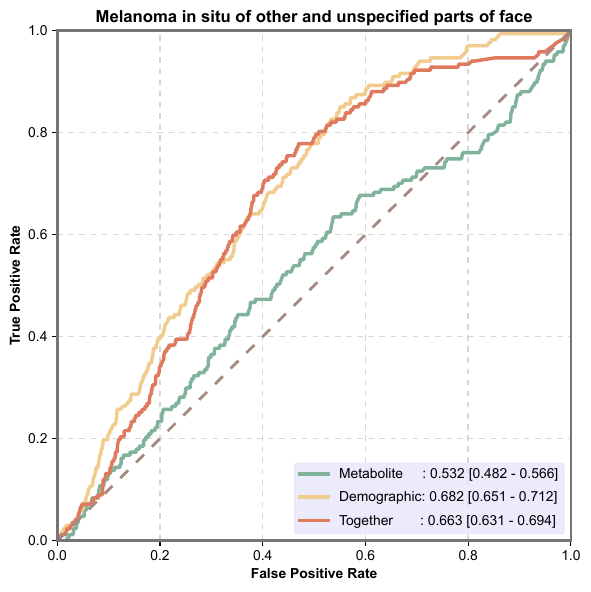 Melanoma in situ of other and unspecified parts of face
True Positive Rate
1.0
0.8
0.6
0.4
0.2
0.0
Metabolite : 0.532 [0.482 - 0.566]
Demographic: 0.682 [0.651 - 0.712]
Together : 0.663 [0.631 - 0.694]
0.0 0.2 0.4 0.6 0.8 1.0
False Positive Rate